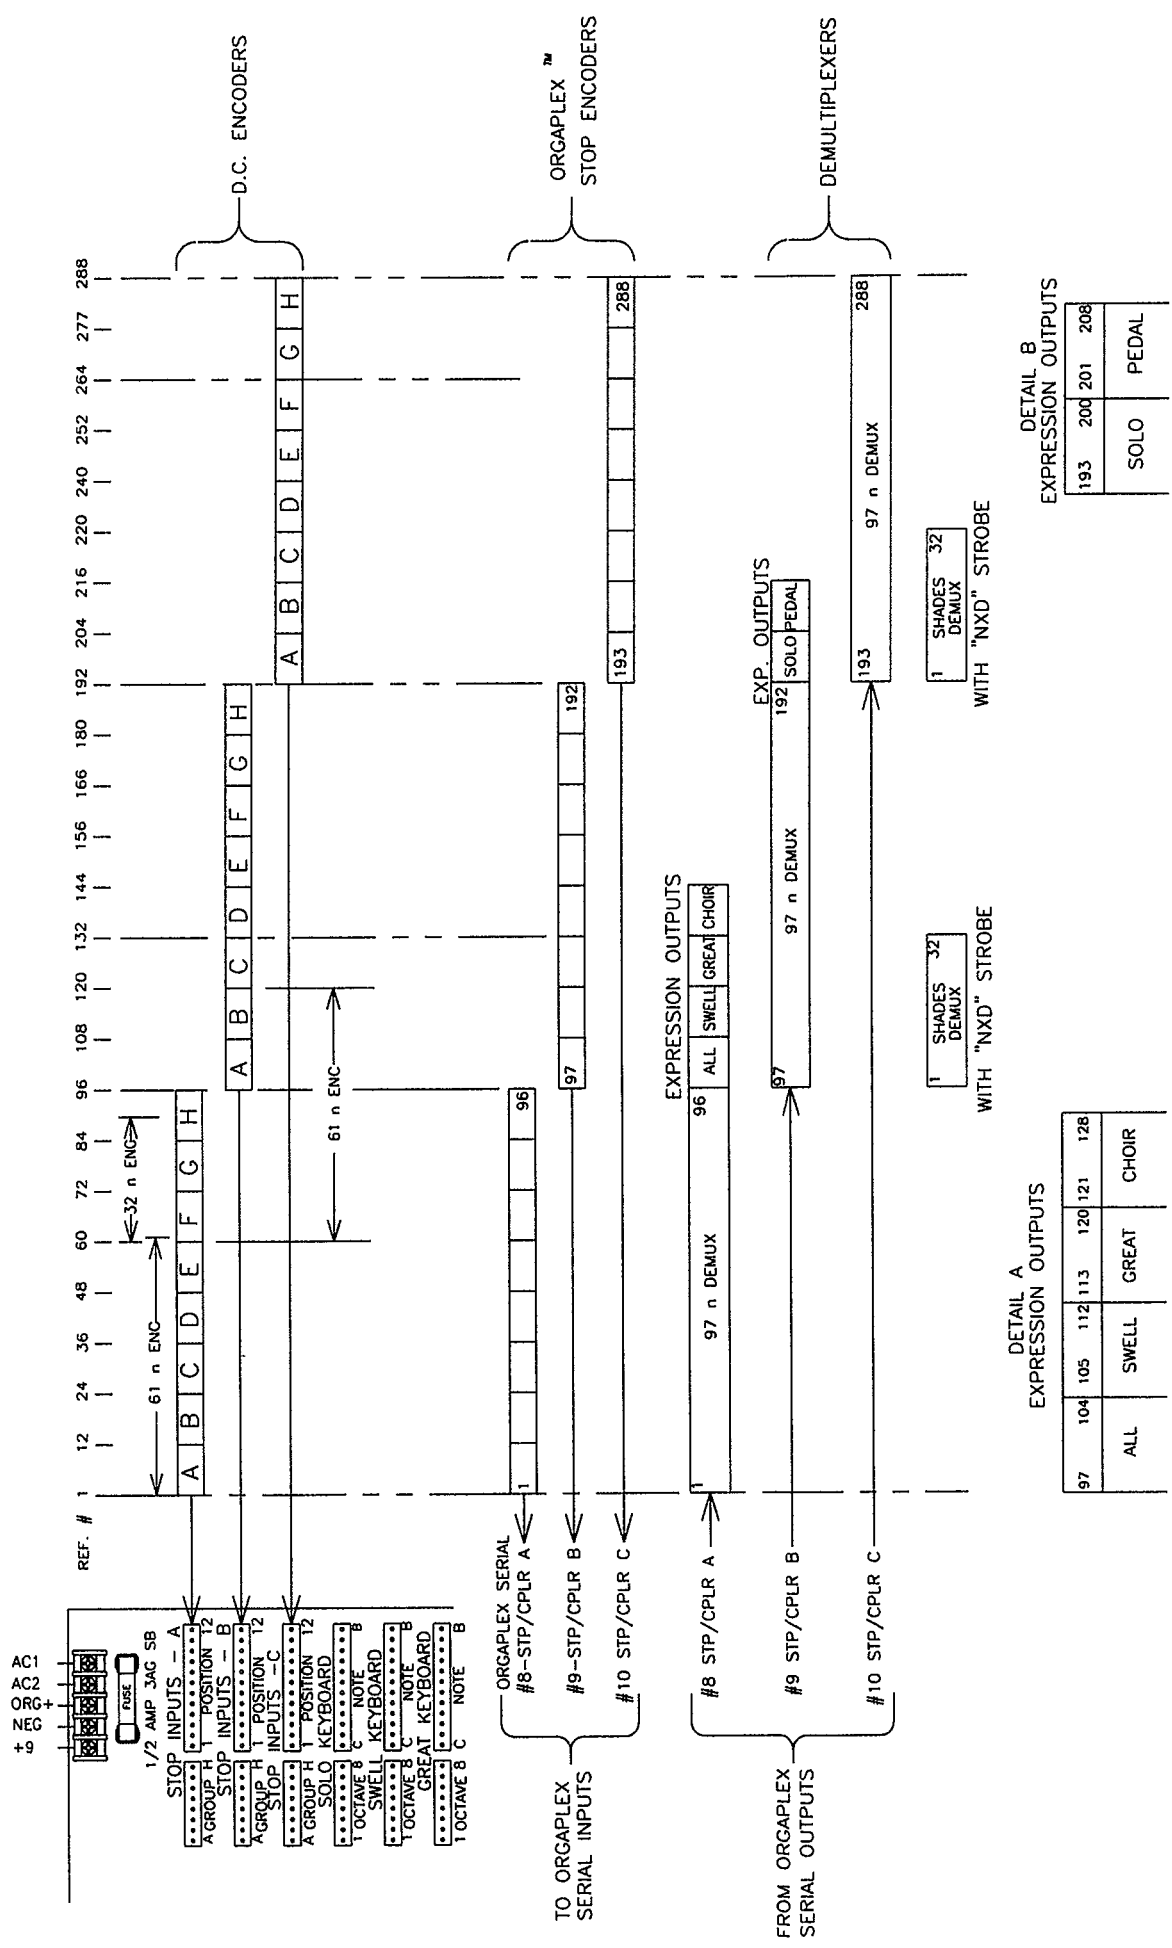 AC1
AC2
ORG+
NEG
+9
FUSE
1/2 AMP 3AG SB
STOP INPUTS - A
A GROUP H 1 POSITION 12
STOP INPUTS - B
A GROUP H 1 POSITION 12
STOP INPUTS -C
A GROUP H 1 POSITION 12
SOLO KEYBOARD
1 OCTAVE 8 C NOTE B
SWELL KEYBOARD
1 OCTAVE 8 C NOTE B
GREAT KEYBOARD
1 OCTAVE 8 C NOTE B
REF. # 1 12 24 36 48 60 72 84 96 108 120 132 144 156 166 180 192 204 216 220 240 252 264 277 288
61 n ENC
32 n ENC
61 n ENC
A B C D E F G H
A B C D E F G H
A B C D E F G H
D.C. ENCODERS
ORGAPLEX SERIAL
#8-STP/CPLR A
1 96
#9-STP/CPLR B
97 192
#10 STP/CPLR C
193 288
TO ORGAPLEX
SERIAL INPUTS
ORGAPLEX ™
STOP ENCODERS
EXPRESSION OUTPUTS
#8 STP/CPLR A
1 97 n DEMUX 96 ALL SWELL GREAT CHOIR
EXP. OUTPUTS
#9 STP/CPLR B
97 97 n DEMUX 192 SOLO PEDAL
#10 STP/CPLR C
193 97 n DEMUX 288
FROM ORGAPLEX
SERIAL OUTPUTS
DEMULTIPLEXERS
1 SHADES 32
DEMUX
WITH "NXD" STROBE
1 SHADES 32
DEMUX
WITH "NXD" STROBE
DETAIL A
EXPRESSION OUTPUTS
97 104 105 112 113 120 121 128
ALL SWELL GREAT CHOIR
DETAIL B
EXPRESSION OUTPUTS
193 200 201 208
SOLO PEDAL